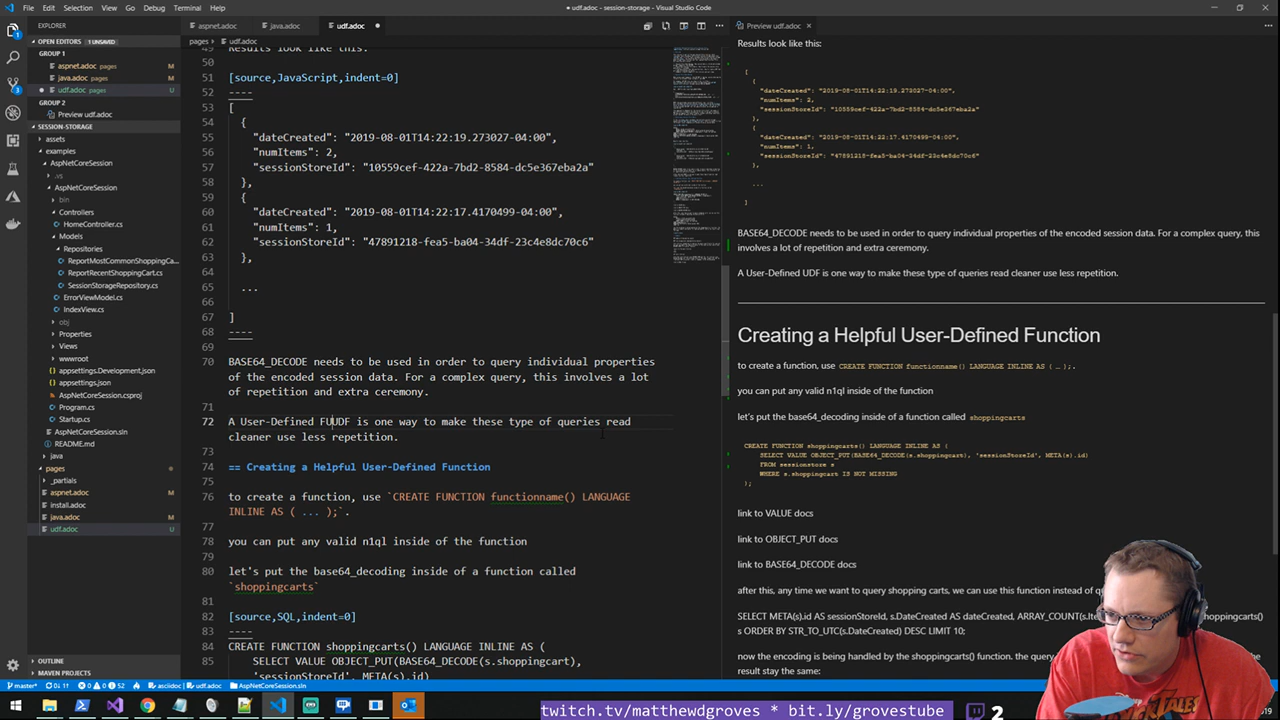 File Edit Selection View Go Debug Terminal Help
● udf.adoc - session-storage - Visual Studio Code
EXPLORER
OPEN EDITORS 1 UNSAVED
GROUP 1
aspnet.adoc pages M
java.adoc pages M
udf.adoc pages U
GROUP 2
Preview udf.adoc
SESSION-STORAGE
assets
examples
AspNetCoreSession
.vs
AspNetCoreSession
bin
Controllers
HomeController.cs
Models
Repositories
ReportMostCommonShoppingCa...
ReportRecentShoppingCart.cs
SessionStorageRepository.cs
ErrorViewModel.cs
IndexView.cs
obj
Properties
Views
wwwroot
appsettings.Development.json
appsettings.json
AspNetCoreSession.csproj
Program.cs
Startup.cs
AspNetCoreSession.sln
README.md
java
pages
_partials
aspnet.adoc M
install.adoc
java.adoc M
udf.adoc U
OUTLINE
MAVEN PROJECTS
aspnet.adoc java.adoc udf.adoc
pages > udf.adoc
49 Results look like this:
50
51 [source,JavaScript,indent=0]
52 ----
53 [
54 {
55 "dateCreated": "2019-08-01T14:22:19.273027-04:00",
56 "numItems": 2,
57 "sessionStoreId": "10559cef-422a-7bd2-8584-dc5e367eba2a"
58 },
59 {
60 "dateCreated": "2019-08-01T14:22:17.4170499-04:00",
61 "numItems": 1,
62 "sessionStoreId": "47891218-fea5-ba04-34df-23c4e8dc70c6"
63 },
64
65 ...
66
67 ]
68 ----
69
70 BASE64_DECODE needs to be used in order to query individual properties
of the encoded session data. For a complex query, this involves a lot
of repetition and extra ceremony.
71
72 A User-Defined FUUDF is one way to make these type of queries read
cleaner use less repetition.
73
74 == Creating a Helpful User-Defined Function
75
76 to create a function, use `CREATE FUNCTION functionname() LANGUAGE
INLINE AS ( ... );`.
77
78 you can put any valid n1ql inside of the function
79
80 let's put the base64_decoding inside of a function called
`shoppingcarts`
81
82 [source,SQL,indent=0]
83 ----
84 CREATE FUNCTION shoppingcarts() LANGUAGE INLINE AS (
85 SELECT VALUE OBJECT_PUT(BASE64_DECODE(s.shoppingcart),
'sessionStoreId', META(s).id)
Preview udf.adoc
Results look like this:
[
{
"dateCreated": "2019-08-01T14:22:19.273027-04:00",
"numItems": 2,
"sessionStoreId": "10559cef-422a-7bd2-8584-dc5e367eba2a"
},
{
"dateCreated": "2019-08-01T14:22:17.4170499-04:00",
"numItems": 1,
"sessionStoreId": "47891218-fea5-ba04-34df-23c4e8dc70c6"
},
...
]
BASE64_DECODE needs to be used in order to query individual properties of the encoded session data. For a complex query, this
involves a lot of repetition and extra ceremony.
A User-Defined UDF is one way to make these type of queries read cleaner use less repetition.
Creating a Helpful User-Defined Function
to create a function, use CREATE FUNCTION functionname() LANGUAGE INLINE AS ( … );.
you can put any valid n1ql inside of the function
let's put the base64_decoding inside of a function called shoppingcarts
CREATE FUNCTION shoppingcarts() LANGUAGE INLINE AS (
SELECT VALUE OBJECT_PUT(BASE64_DECODE(s.shoppingcart), 'sessionStoreId', META(s).id)
FROM sessionstore s
WHERE s.shoppingcart IS NOT MISSING
);
link to VALUE docs
link to OBJECT_PUT docs
link to BASE64_DECODE docs
after this, any time we want to query shopping carts, we can use this function instead of
SELECT META(s).id AS sessionStoreId, s.DateCreated AS dateCreated, ARRAY_COUNT(s.
hoppingcarts()
s ORDER BY STR_TO_UTC(s.DateCreated) DESC LIMIT 10;
now the encoding is being handled by the shoppingcarts() function. the query
the
result stay the same:
master* 0↓ 1↑ 0 0 52 asciidoc udf.adoc AspNetCoreSession.sln
twitch.tv/matthewdgroves * bit.ly/grovestube 2